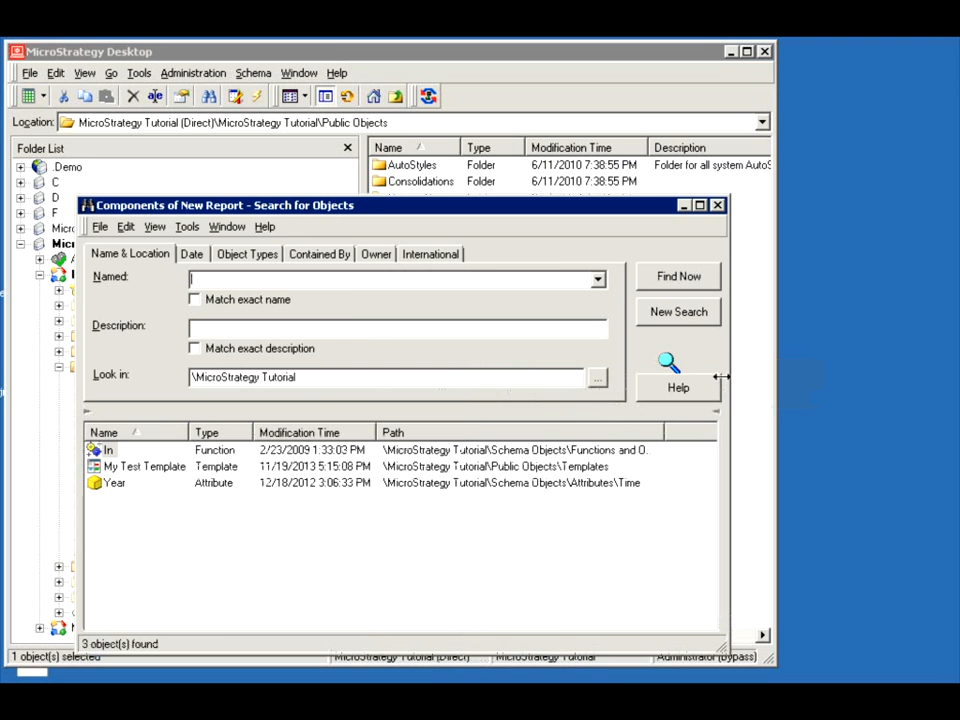 MicroStrategy Desktop
File Edit View Go Tools Administration Schema Window Help
Location: MicroStrategy Tutorial (Direct)\MicroStrategy Tutorial\Public Objects
Folder List
Name Type Modification Time Description
.Demo
AutoStyles Folder 6/11/2010 7:38:55 PM Folder for all system AutoS
C
Consolidations Folder 6/11/2010 7:38:55 PM
D
F
Micro
Mic
Components of New Report - Search for Objects
File Edit View Tools Window Help
Name & Location Date Object Types Contained By Owner International
Named:
Find Now
Match exact name
New Search
Description:
Match exact description
Look in: \MicroStrategy Tutorial ...
Help
Name Type Modification Time Path
In Function 2/23/2009 1:33:03 PM \MicroStrategy Tutorial\Schema Objects\Functions and O.
My Test Template Template 11/19/2013 5:15:08 PM \MicroStrategy Tutorial\Public Objects\Templates
Year Attribute 12/18/2012 3:06:33 PM \MicroStrategy Tutorial\Schema Objects\Attributes\Time
3 object(s) found
1 object(s) selected MicroStrategy Tutorial (Direct) MicroStrategy Tutorial Administrator (Bypass)